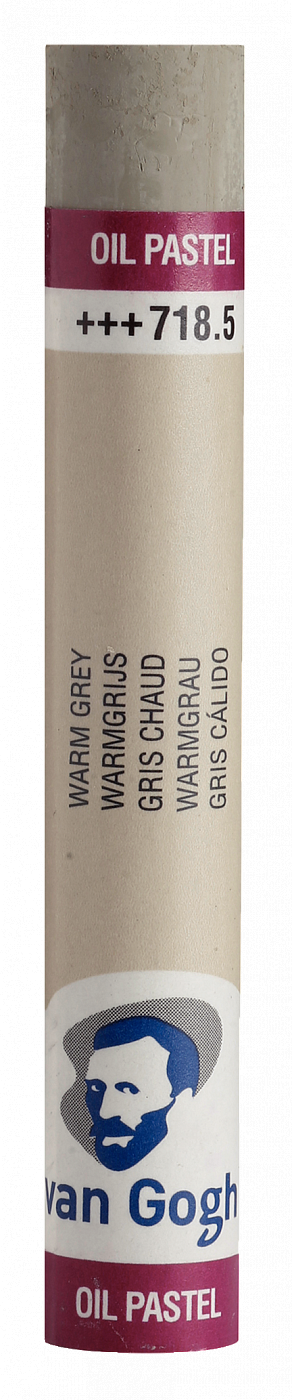 OIL PASTEL
+++ 718.5
WARM GREY
WARMGRIJS
GRIS CHAUD
WARMGRAU
GRIS CÁLIDO
van Gogh
OIL PASTEL